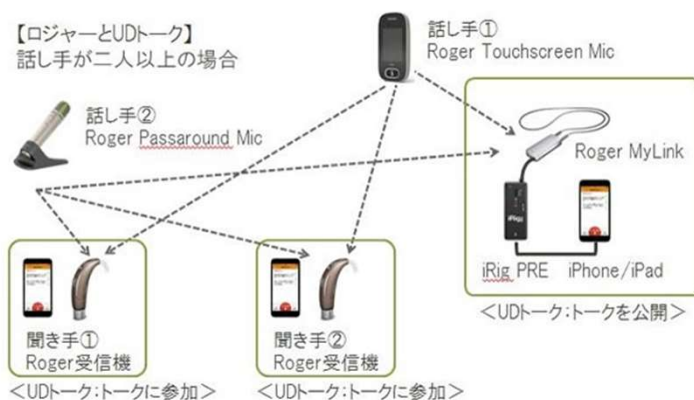 【ロジャーとUDトーク】
話し手が二人以上の場合
話し手①
Roger Touchscreen Mic
話し手②
Roger Passaround Mic
Roger MyLink
iRig
iRig PRE
iPhone/iPad
＜UDトーク：トークを公開＞
聞き手①
Roger受信機
＜UDトーク：トークに参加＞
聞き手②
Roger受信機
＜UDトーク：トークに参加＞